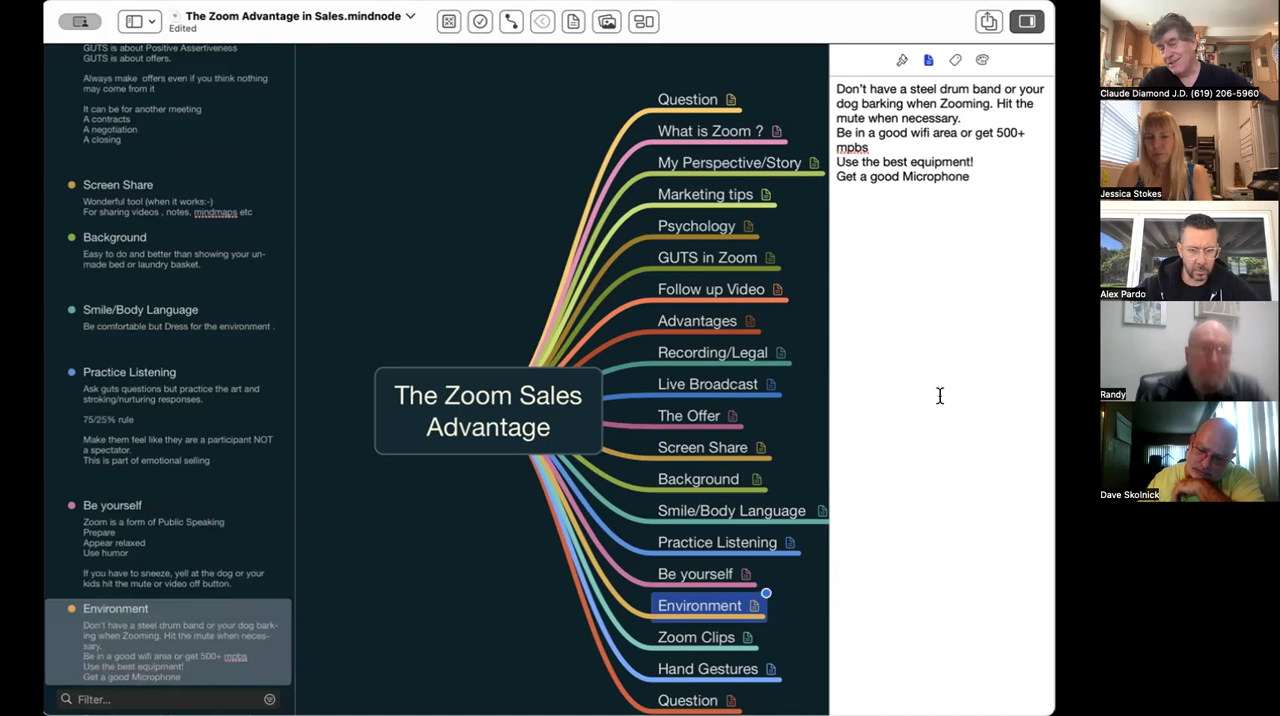 The Zoom Advantage in Sales.mindnode
Edited
GUTS is about Positive Assertiveness
GUTS is about offers.
Always make offers even if you think nothing
may come from it
It can be for another meeting
A contracts
A negotiation
A closing
Screen Share
Wonderful tool (when it works:-)
For sharing videos , notes, mindmaps etc
Background
Easy to do and better than showing your un-
made bed or laundry basket.
Smile/Body Language
Be comfortable but Dress for the environment .
Practice Listening
Ask guts questions but practice the art and
stroking/nurturing responses.
75/25% rule
Make them feel like they are a participant NOT
a spectator.
This is part of emotional selling
Be yourself
Zoom is a form of Public Speaking
Prepare
Appear relaxed
Use humor
If you have to sneeze, yell at the dog or your
kids hit the mute or video off button.
Environment
Don't have a steel drum band or your dog bark-
ing when Zooming. Hit the mute when neces-
sary.
Be in a good wifi area or get 500+ mpbs
Use the best equipment!
Get a good Microphone
Filter...
The Zoom Sales
Advantage
Question
What is Zoom ?
My Perspective/Story
Marketing tips
Psychology
GUTS in Zoom
Follow up Video
Advantages
Recording/Legal
Live Broadcast
The Offer
Screen Share
Background
Smile/Body Language
Practice Listening
Be yourself
Environment
Zoom Clips
Hand Gestures
Question
Don't have a steel drum band or your
dog barking when Zooming. Hit the
mute when necessary.
Be in a good wifi area or get 500+
mpbs
Use the best equipment!
Get a good Microphone
Claude Diamond J.D. (619) 206-5960
Jessica Stokes
Alex Pardo
Randy
Dave Skolnick